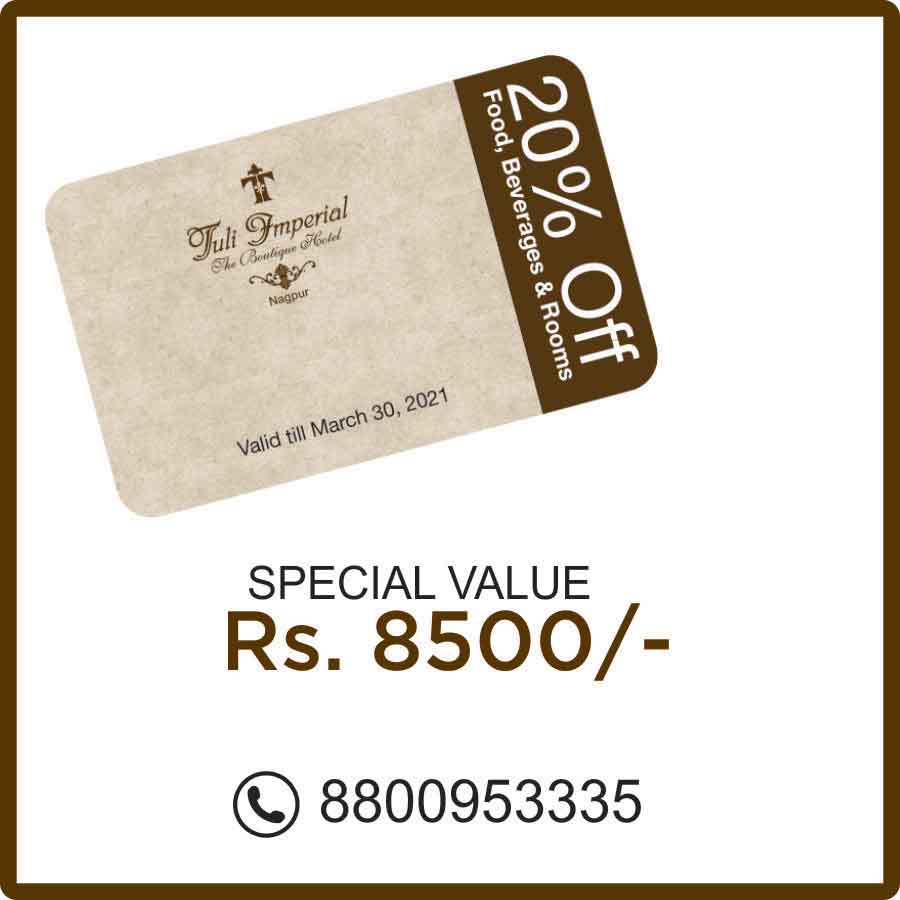 Tuli Imperial
The Boutique Hotel
Nagpur
Valid till March 30, 2021
20% Off
Food, Beverages & Rooms
SPECIAL VALUE
Rs. 8500/-
8800953335